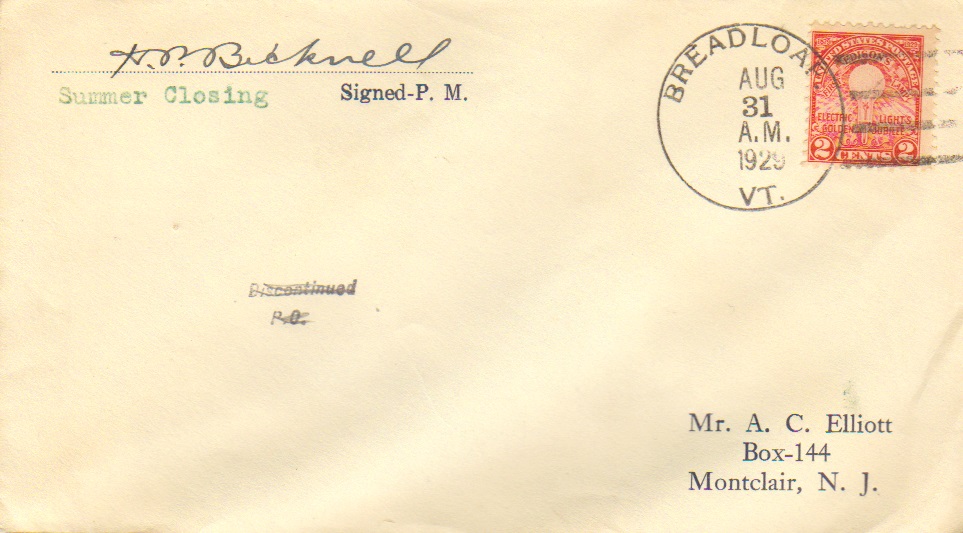 H. P. Bicknell
Summer Closing Signed-P. M.
BREADLOAF
AUG
31
A.M.
1929
VT.
UNITED STATES POSTAGE
EDISON'S
ELECTRIC LIGHT'S
GOLDEN JUBILEE
2 CENTS 2
Discontinued
P.O.
Mr. A. C. Elliott
Box-144
Montclair, N. J.